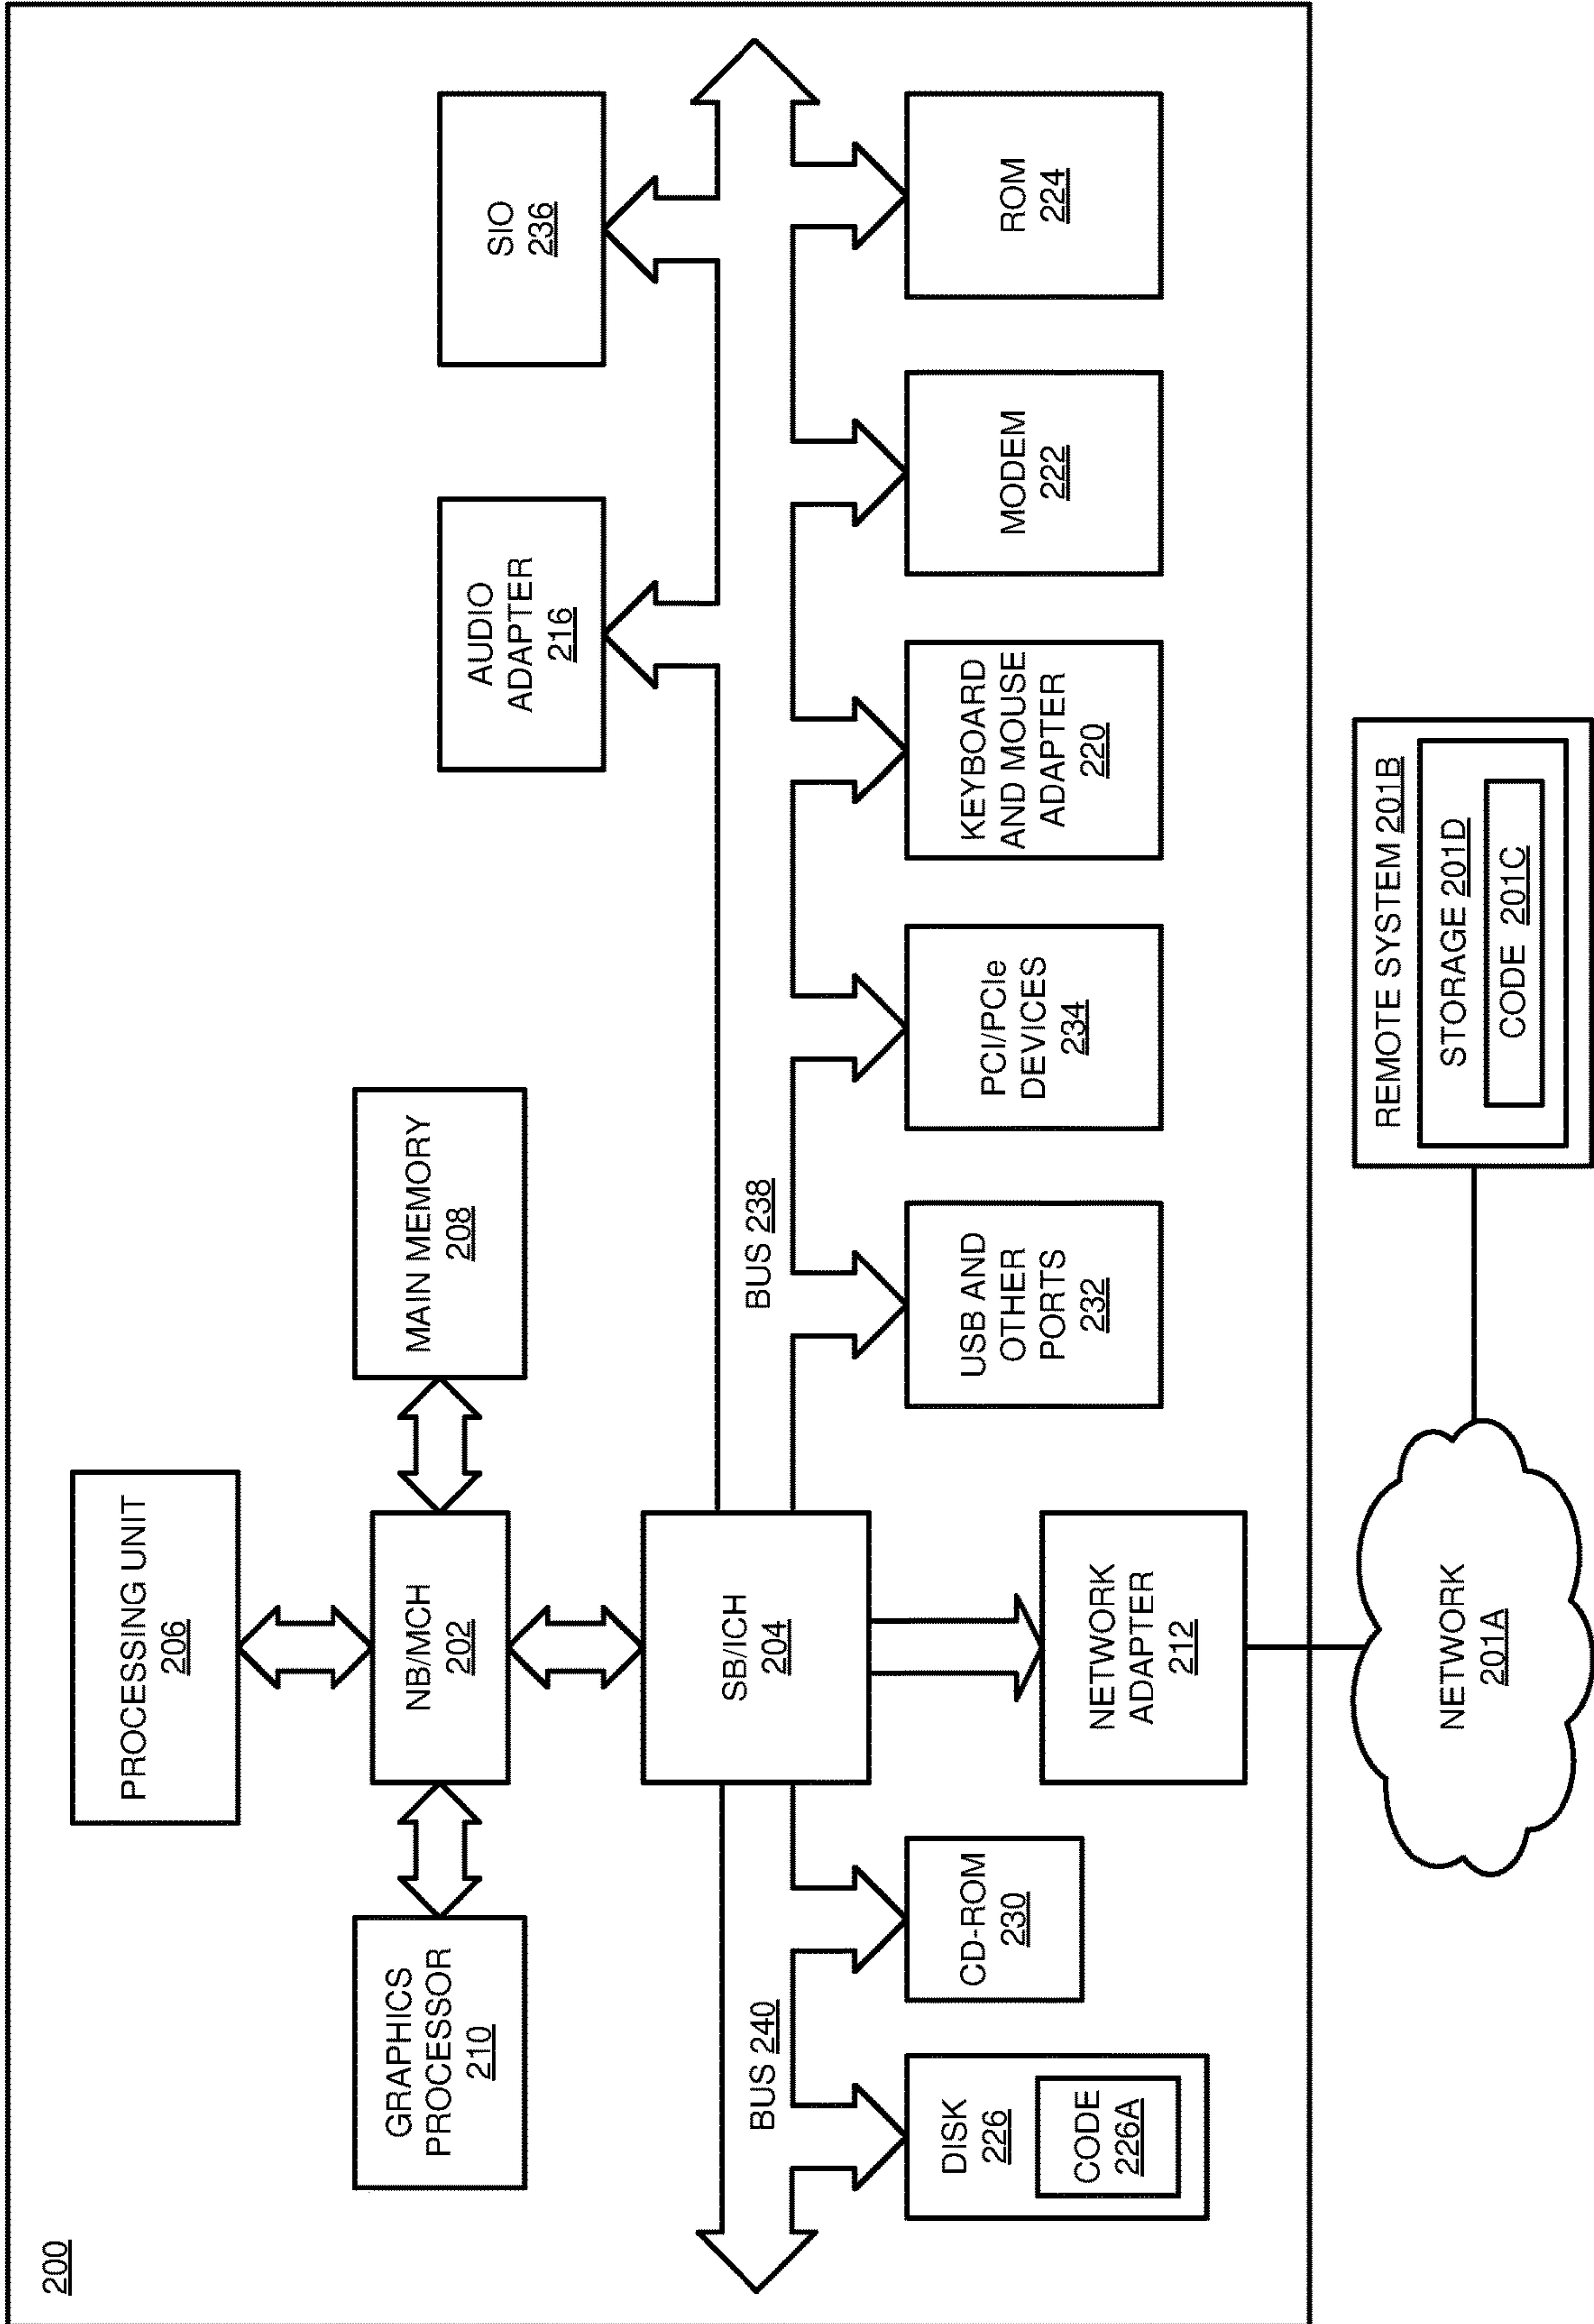 200
PROCESSING UNIT
206
GRAPHICS
PROCESSOR
210
NB/MCH
202
MAIN MEMORY
208
AUDIO
ADAPTER
216
SIO
236
SB/ICH
204
BUS 240
BUS 238
DISK
226
CODE
226A
CD-ROM
230
NETWORK
ADAPTER
212
USB AND
OTHER
PORTS
232
PCI/PCIe
DEVICES
234
KEYBOARD
AND MOUSE
ADAPTER
220
MODEM
222
ROM
224
NETWORK
201A
REMOTE SYSTEM 201B
STORAGE 201D
CODE 201C